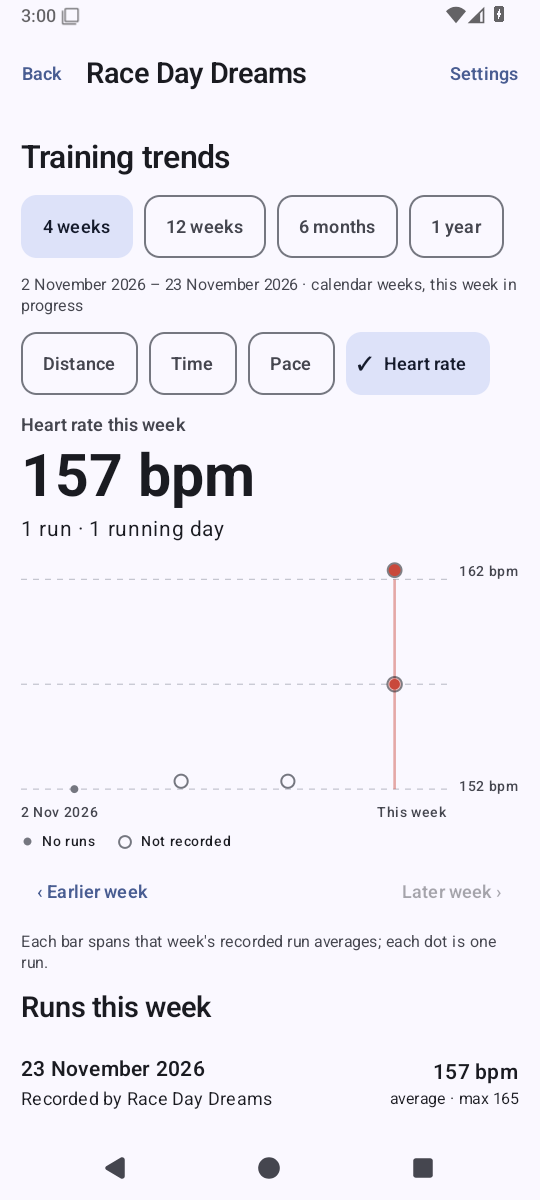 3:00
Back Race Day Dreams Settings
Training trends
4 weeks 12 weeks 6 months 1 year
2 November 2026 – 23 November 2026 · calendar weeks, this week in
progress
Distance Time Pace ✓ Heart rate
Heart rate this week
157 bpm
1 run · 1 running day
162 bpm
152 bpm
2 Nov 2026 This week
No runs Not recorded
‹ Earlier week Later week ›
Each bar spans that week's recorded run averages; each dot is one
run.
Runs this week
23 November 2026 157 bpm
Recorded by Race Day Dreams average · max 165